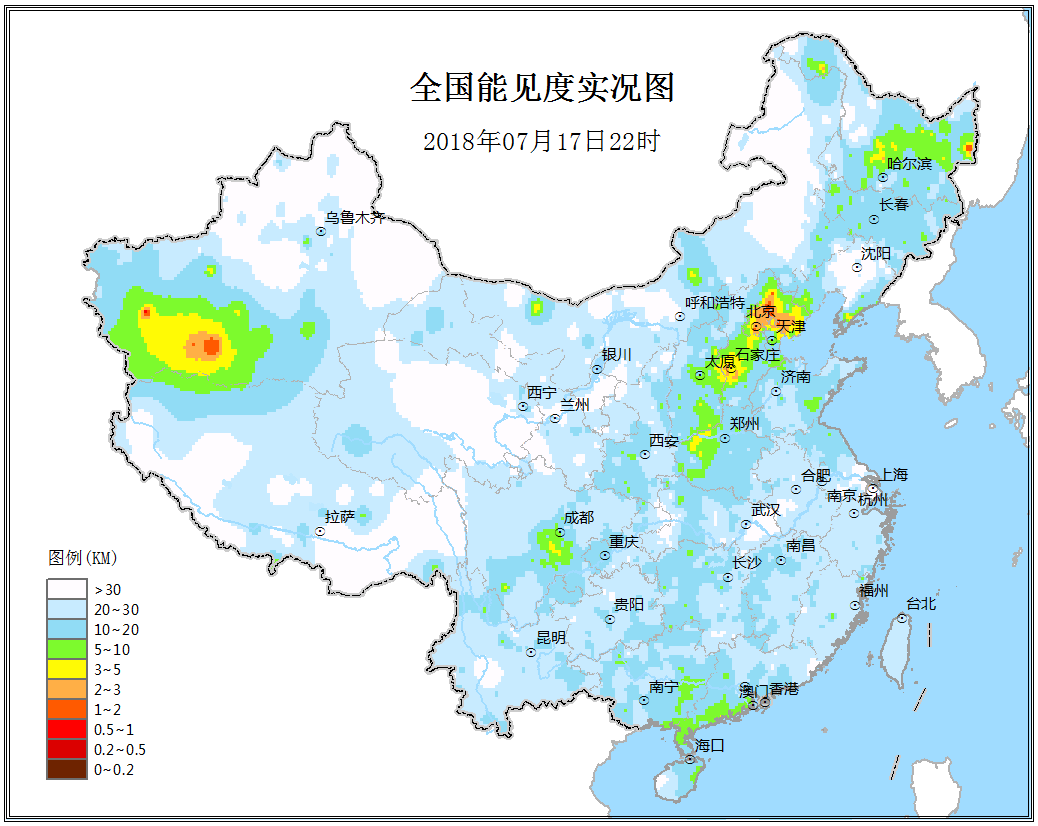 全国能见度实况图
2018年07月17日22时
哈尔滨
长春
乌鲁木齐
沈阳
呼和浩特
北京
天津
银川
太原
石家庄
济南
西宁
兰州
郑州
西安
合肥
上海
南京
杭州
武汉
拉萨
成都
重庆
南昌
长沙
福州
贵阳
台北
昆明
南宁
澳门
香港
海口
图例(KM)
>30
20~30
10~20
5~10
3~5
2~3
1~2
0.5~1
0.2~0.5
0~0.2